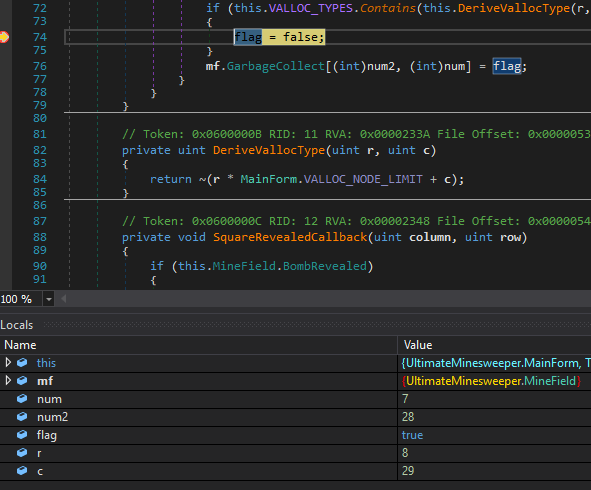 72 if (this.VALLOC_TYPES.Contains(this.DeriveVallocType(r,
73 {
74 flag = false;
75 }
76 mf.GarbageCollect[(int)num2, (int)num] = flag;
77 }
78 }
79 }
80
81 // Token: 0x0600000B RID: 11 RVA: 0x0000233A File Offset: 0x0000053
82 private uint DeriveVallocType(uint r, uint c)
83 {
84 return ~(r * MainForm.VALLOC_NODE_LIMIT + c);
85 }
86
87 // Token: 0x0600000C RID: 12 RVA: 0x00002348 File Offset: 0x0000054
88 private void SquareRevealedCallback(uint column, uint row)
89 {
90 if (this.MineField.BombRevealed)
91 {
100 %
Locals
Name Value
this {UltimateMinesweeper.MainForm, T
mf {UltimateMinesweeper.MineField}
num 7
num2 28
flag true
r 8
c 29